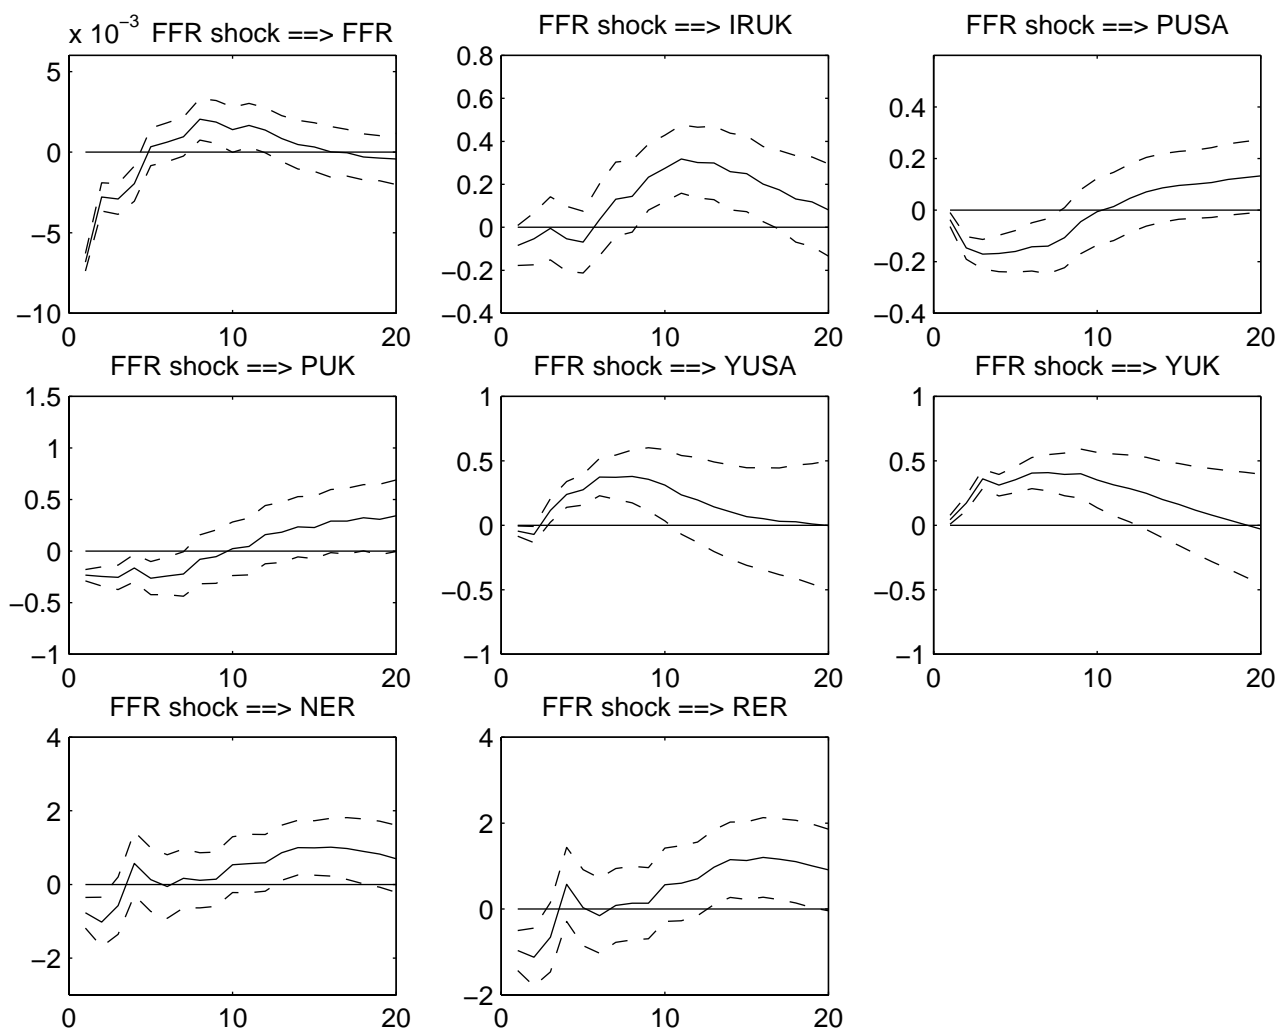 x 10⁻³ FFR shock ==> FFR
5
0
−5
−10
0 10 20
FFR shock ==> IRUK
0.8
0.6
0.4
0.2
0
−0.2
−0.4
0 10 20
FFR shock ==> PUSA
0.4
0.2
0
−0.2
−0.4
0 10 20
FFR shock ==> PUK
1.5
1
0.5
0
−0.5
−1
0 10 20
FFR shock ==> YUSA
1
0.5
0
−0.5
−1
0 10 20
FFR shock ==> YUK
1
0.5
0
−0.5
−1
0 10 20
FFR shock ==> NER
4
2
0
−2
0 10 20
FFR shock ==> RER
4
2
0
−2
0 10 20